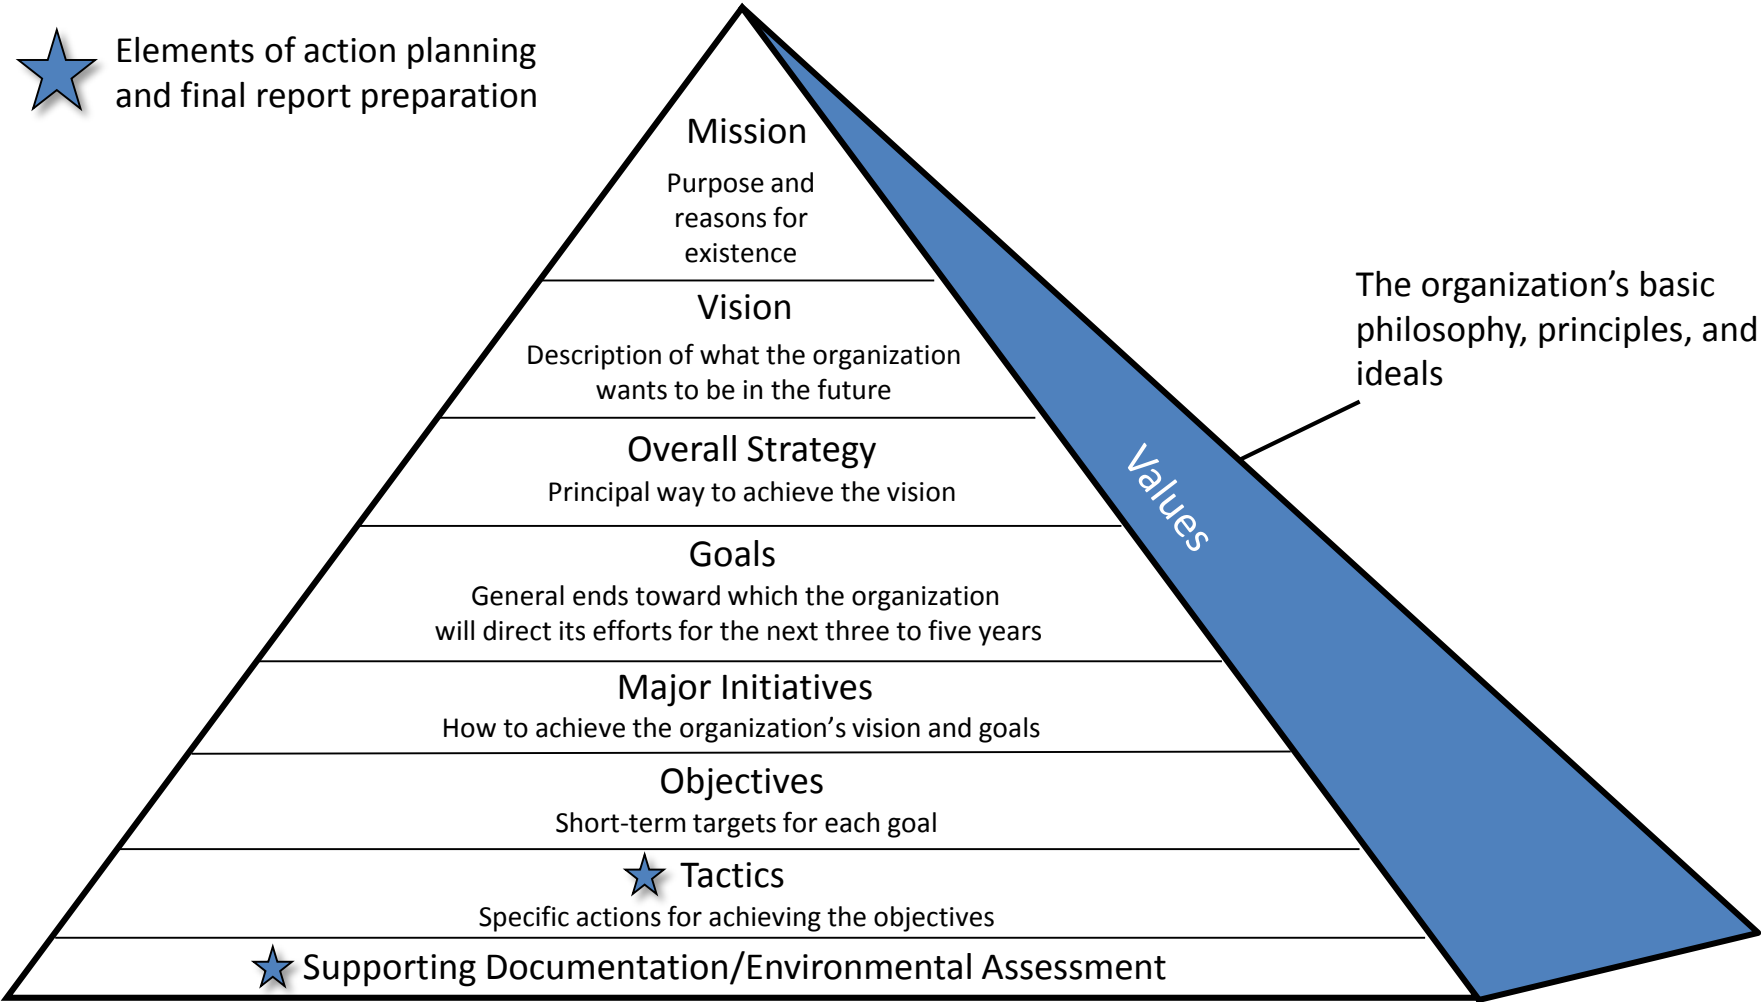 Elements of action planning
and final report preparation
Mission
Purpose and
reasons for
existence
Vision
Description of what the organization
wants to be in the future
Overall Strategy
Principal way to achieve the vision
Goals
General ends toward which the organization
will direct its efforts for the next three to five years
Major Initiatives
How to achieve the organization’s vision and goals
Objectives
Short-term targets for each goal
Tactics
Specific actions for achieving the objectives
Supporting Documentation/Environmental Assessment
Values
The organization’s basic
philosophy, principles, and
ideals